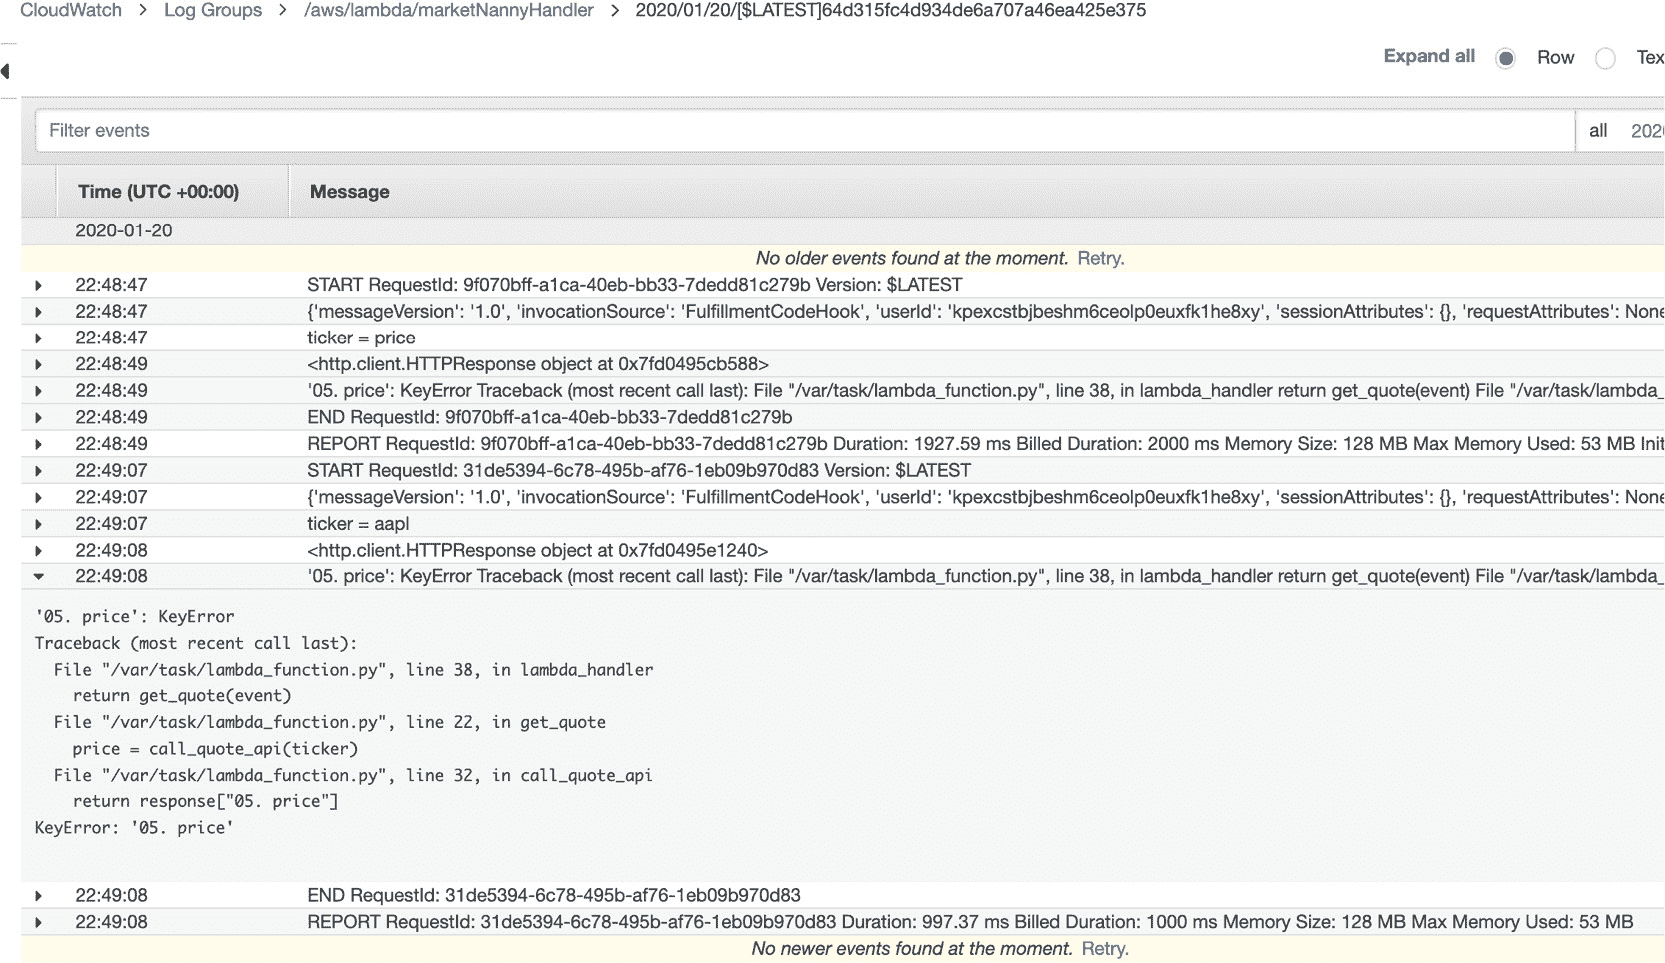 CloudWatch > Log Groups > /aws/lambda/marketNannyHandler > 2020/01/20/[$LATEST]64d315fc4d934de6a707a46ea425e375
Expand all Row Tex
Filter events all 202
Time (UTC +00:00) Message
2020-01-20
No older events found at the moment. Retry.
22:48:47 START RequestId: 9f070bff-a1ca-40eb-bb33-7dedd81c279b Version: $LATEST
22:48:47 {'messageVersion': '1.0', 'invocationSource': 'FulfillmentCodeHook', 'userId': 'kpexcstbjbeshm6ceolp0euxfk1he8xy', 'sessionAttributes': {}, 'requestAttributes': None
22:48:47 ticker = price
22:48:49 <http.client.HTTPResponse object at 0x7fd0495cb588>
22:48:49 '05. price': KeyError Traceback (most recent call last): File "/var/task/lambda_function.py", line 38, in lambda_handler return get_quote(event) File "/var/task/lambda_
22:48:49 END RequestId: 9f070bff-a1ca-40eb-bb33-7dedd81c279b
22:48:49 REPORT RequestId: 9f070bff-a1ca-40eb-bb33-7dedd81c279b Duration: 1927.59 ms Billed Duration: 2000 ms Memory Size: 128 MB Max Memory Used: 53 MB Init
22:49:07 START RequestId: 31de5394-6c78-495b-af76-1eb09b970d83 Version: $LATEST
22:49:07 {'messageVersion': '1.0', 'invocationSource': 'FulfillmentCodeHook', 'userId': 'kpexcstbjbeshm6ceolp0euxfk1he8xy', 'sessionAttributes': {}, 'requestAttributes': None
22:49:07 ticker = aapl
22:49:08 <http.client.HTTPResponse object at 0x7fd0495e1240>
22:49:08 '05. price': KeyError Traceback (most recent call last): File "/var/task/lambda_function.py", line 38, in lambda_handler return get_quote(event) File "/var/task/lambda_
'05. price': KeyError
Traceback (most recent call last):
  File "/var/task/lambda_function.py", line 38, in lambda_handler
    return get_quote(event)
  File "/var/task/lambda_function.py", line 22, in get_quote
    price = call_quote_api(ticker)
  File "/var/task/lambda_function.py", line 32, in call_quote_api
    return response["05. price"]
KeyError: '05. price'
22:49:08 END RequestId: 31de5394-6c78-495b-af76-1eb09b970d83
22:49:08 REPORT RequestId: 31de5394-6c78-495b-af76-1eb09b970d83 Duration: 997.37 ms Billed Duration: 1000 ms Memory Size: 128 MB Max Memory Used: 53 MB
No newer events found at the moment. Retry.